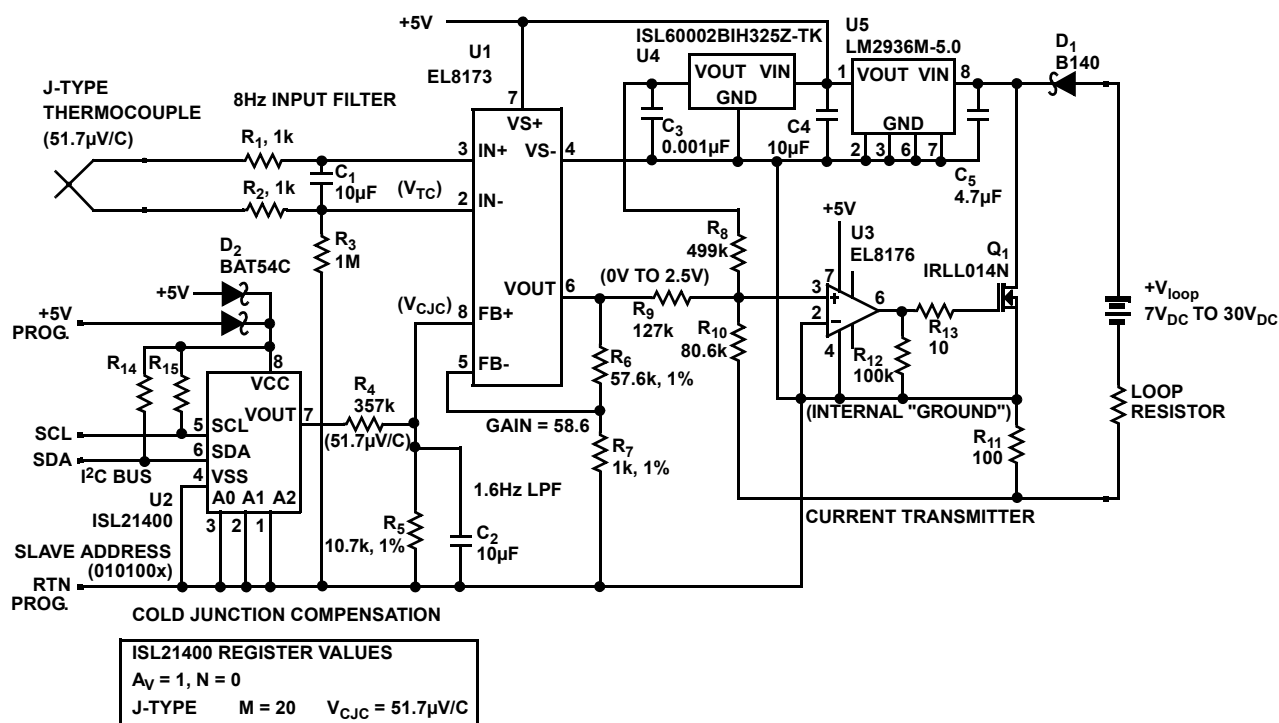 +5V
U1
EL8173
ISL60002BIH325Z-TK
U4
U5
LM2936M-5.0
D1
B140
VOUT VIN
GND
1
VOUT VIN
8
GND
2 3 6 7
J-TYPE
THERMOCOUPLE
(51.7µV/C)
8Hz INPUT FILTER
7
VS+
C3
0.001µF
C4
10µF
C5
4.7µF
R1, 1k
3
IN+
VS-
4
C1
10µF
R2, 1k
(VTC)
2
IN-
R3
1M
D2
BAT54C
+5V
+5V
PROG.
R8
499k
+5V
U3
EL8176
Q1
IRLL014N
VOUT
6
(0V TO 2.5V)
(VCJC)
8
FB+
R9
127k
R10
80.6k
7
3
+
2
-
6
4
R13
10
R12
100k
+Vloop
7VDC TO 30VDC
5
FB-
R6
57.6k, 1%
R14
R15
8
VCC
VOUT
7
R4
357k
(51.7µV/C)
GAIN = 58.6
(INTERNAL "GROUND")
LOOP
RESISTOR
SCL
5
SCL
SDA
6
SDA
I2C BUS
4
VSS
R7
1k, 1%
R11
100
U2
ISL21400
A0 A1 A2
3 2 1
1.6Hz LPF
CURRENT TRANSMITTER
R5
10.7k, 1%
C2
10µF
SLAVE ADDRESS
(010100x)
RTN
PROG.
COLD JUNCTION COMPENSATION
ISL21400 REGISTER VALUES
AV = 1, N = 0
J-TYPE M = 20 VCJC = 51.7µV/C